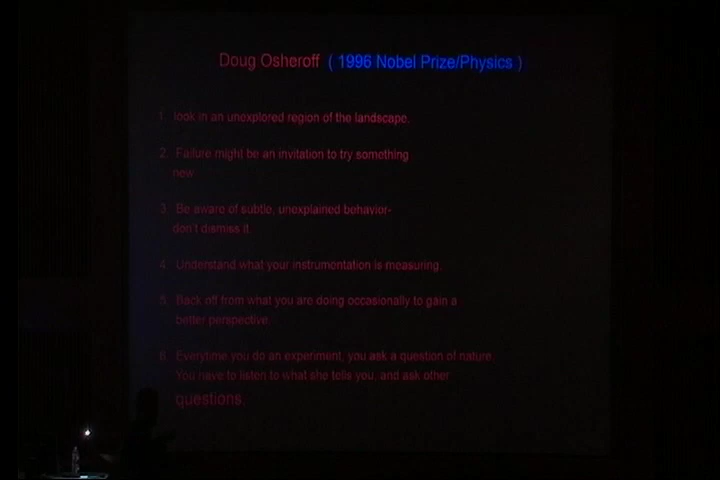 Doug Osheroff ( 1996 Nobel Prize/Physics )
1. look in an unexplored region of the landscape.
2. Failure might be an invitation to try something
new
3. Be aware of subtle, unexplained behavior-
don't dismiss it.
4. Understand what your instrumentation is measuring.
5. Back off from what you are doing occasionally to gain a
better perspective.
6. Everytime you do an experiment, you ask a question of nature.
You have to listen to what she tells you, and ask other
questions.